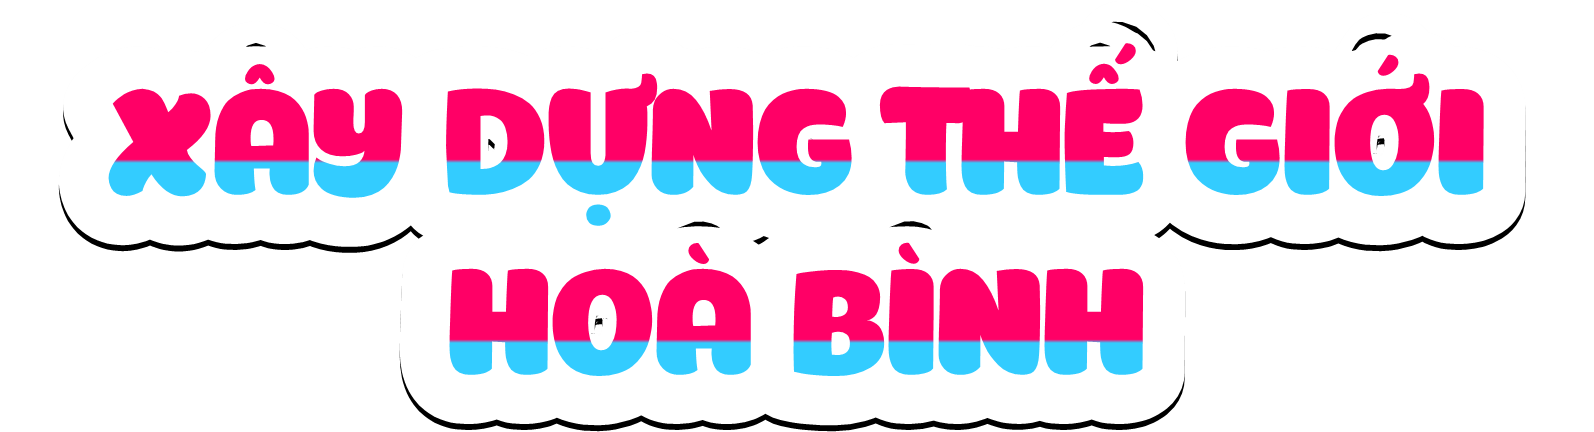 XÂY DỰNG THẾ GIỚI
HOÀ BÌNH